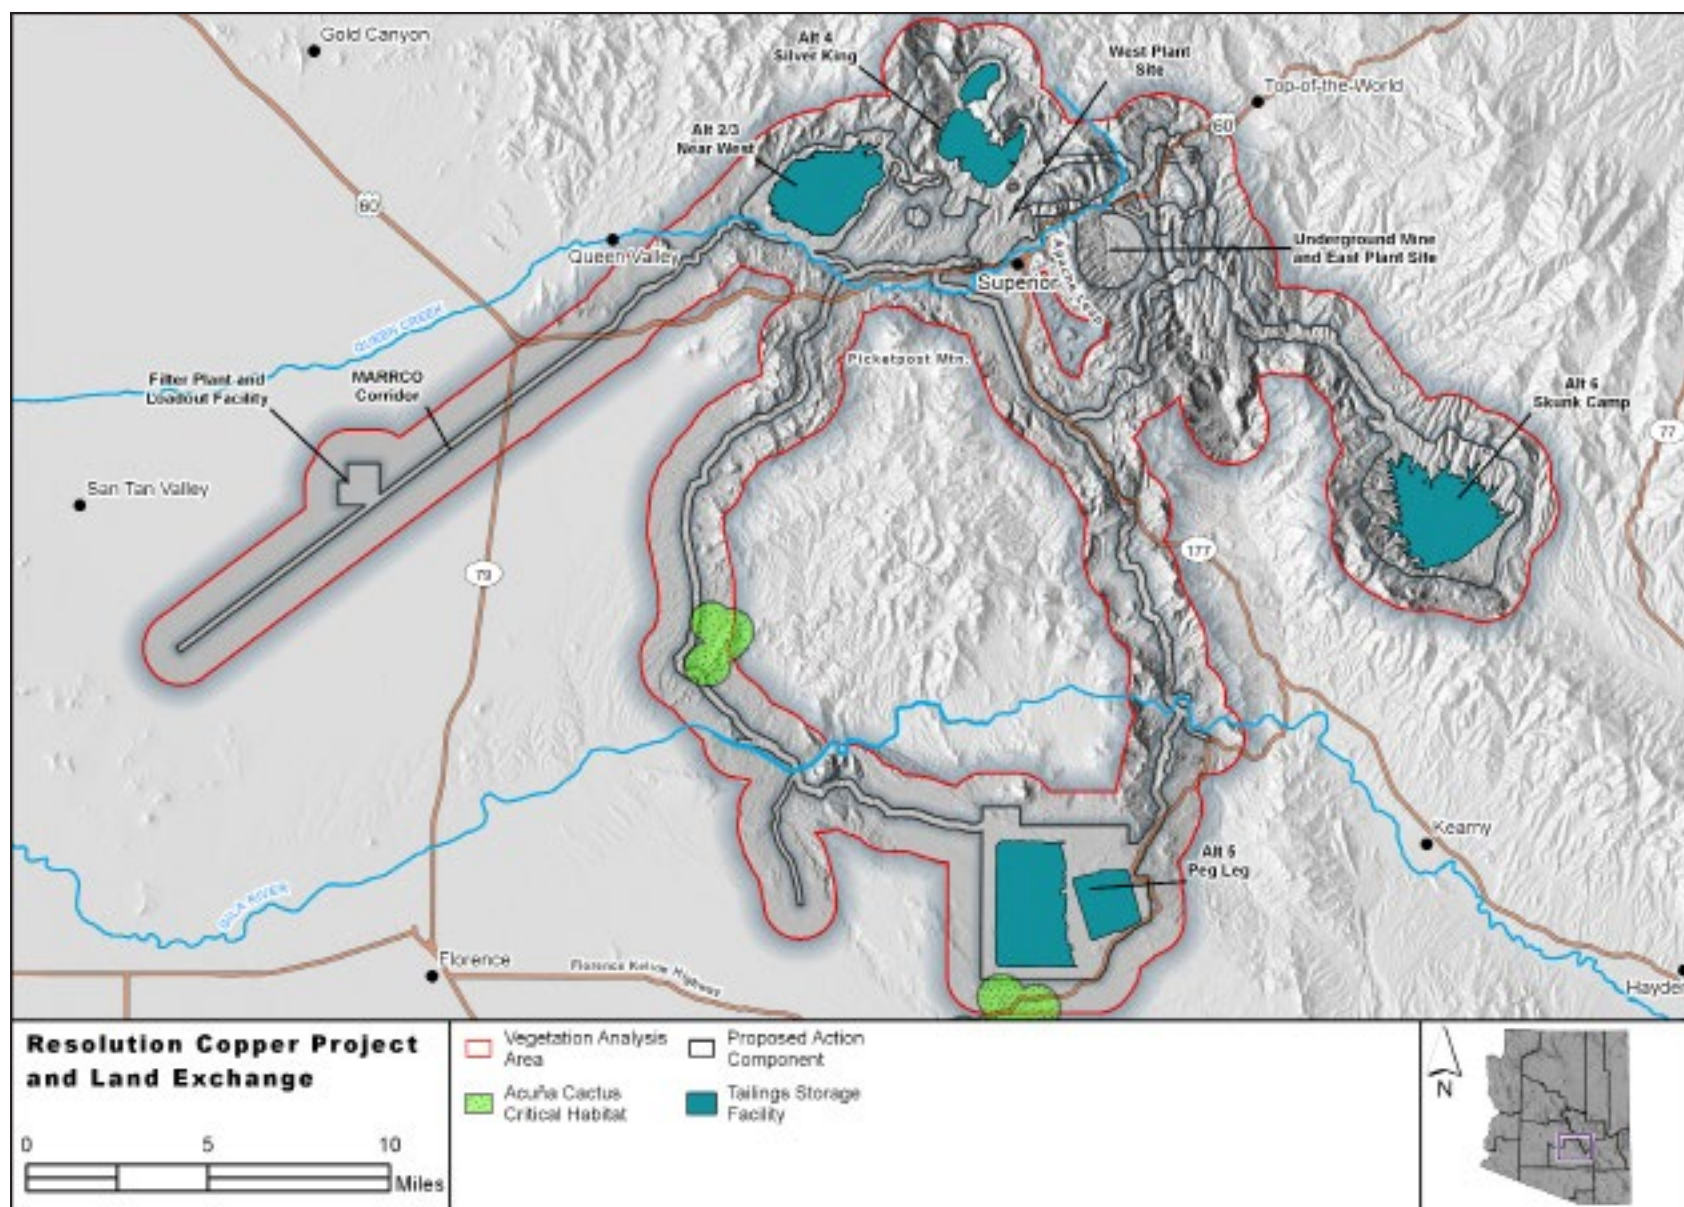 Gold Canyon
Alt 4
Silver King
West Plant
Site
Top-of-the-World
60
Alt 2/3
Near West
60
Queen Valley
Underground Mine
and East Plant Site
Superior
Apache Leap
QUEEN CREEK
Picketpost Mtn.
Filter Plant and
Loadout Facility
MARRCO
Corridor
Alt 6
Skunk Camp
77
San Tan Valley
177
79
Kearny
Alt 5
Peg Leg
GILA RIVER
Florence
Florence Kelvin Highway
Hayden
Resolution Copper Project
and Land Exchange
0 5 10
Miles
Vegetation Analysis
Area
Proposed Action
Component
Acuña Cactus
Critical Habitat
Tailings Storage
Facility
N